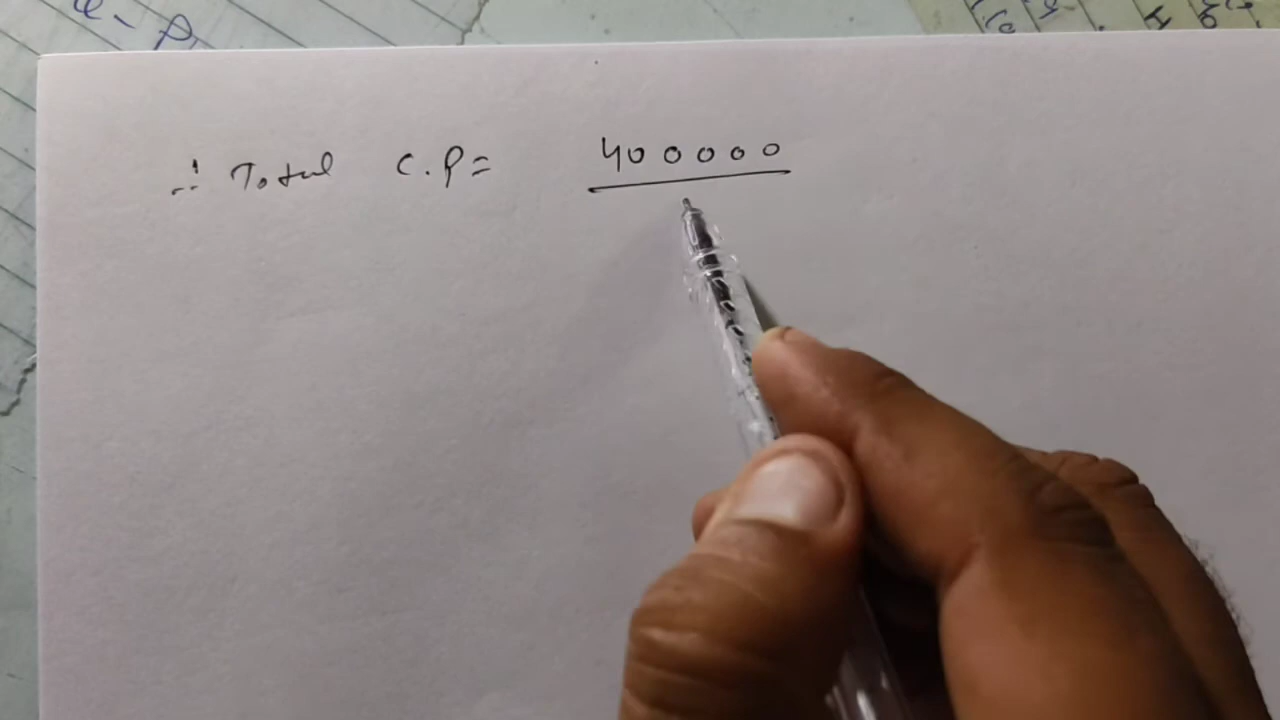 ∴ Total C.P = 400000